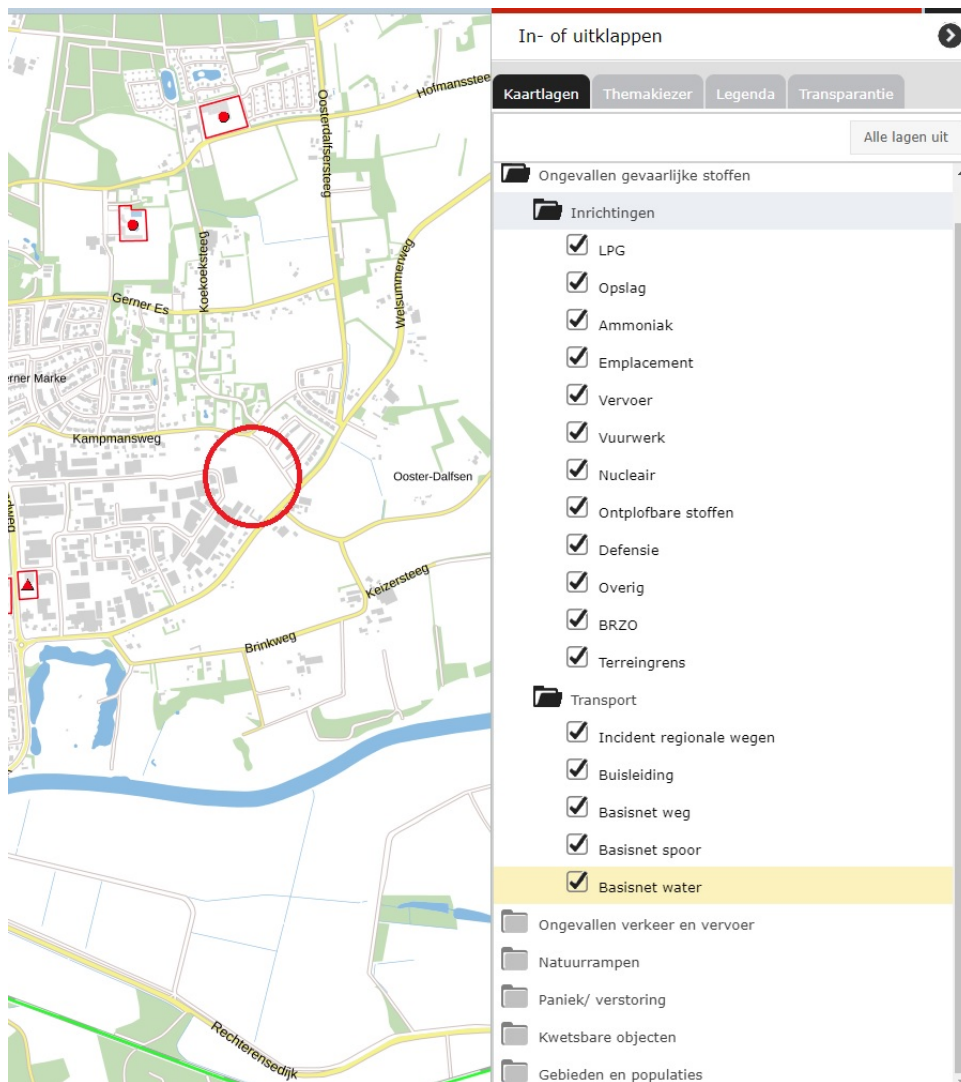 In- of uitklappen
Kaartlagen Themakiezer Legenda Transparantie
Alle lagen uit
Ongevallen gevaarlijke stoffen
Inrichtingen
LPG
Opslag
Ammoniak
Emplacement
Vervoer
Vuurwerk
Nucleair
Ontplofbare stoffen
Defensie
Overig
BRZO
Terreingrens
Transport
Incident regionale wegen
Buisleiding
Basisnet weg
Basisnet spoor
Basisnet water
Ongevallen verkeer en vervoer
Natuurrampen
Paniek/ verstoring
Kwetsbare objecten
Gebieden en populaties
Hofmansstee
Oosterdalfsersteeg
Koekoeksteeg
Welsummerweg
Gerner Es
erner Marke
Kampmansweg
Ooster-Dalfsen
Keizersteeg
Brinkweg
Rechterensedijk